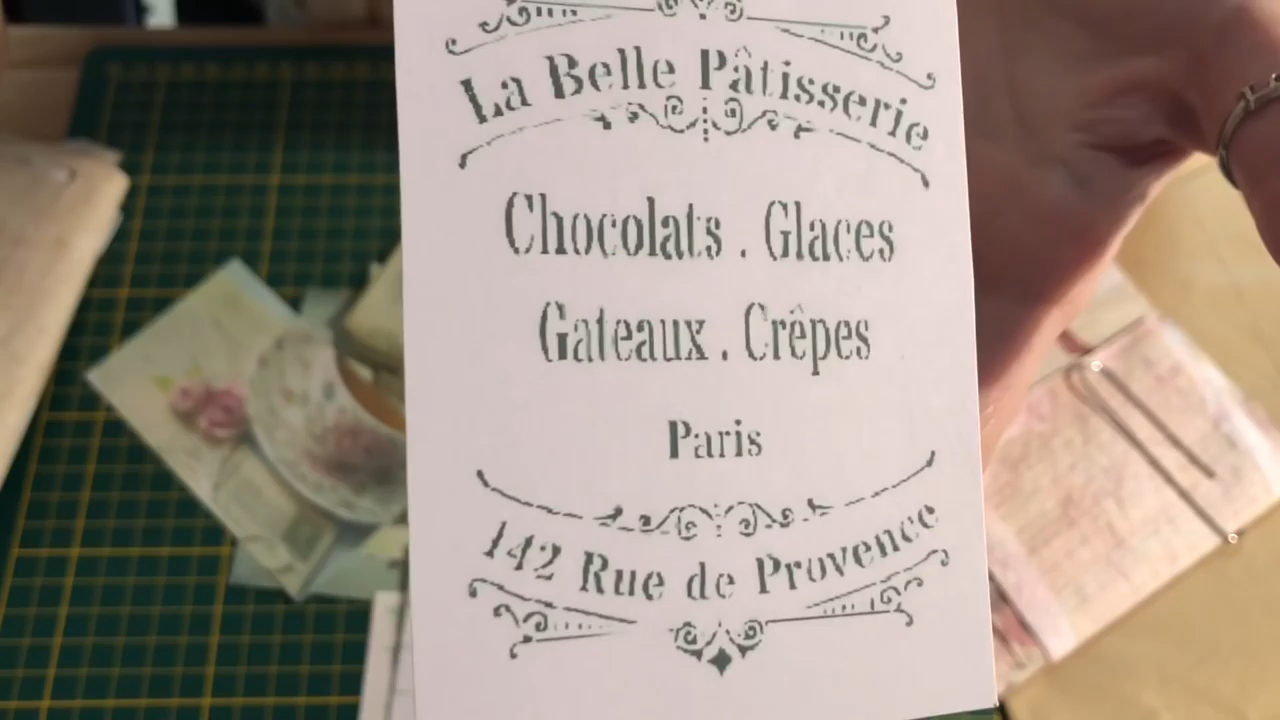 La Belle Pâtisserie
Chocolats . Glaces
Gateaux . Crêpes
Paris
142 Rue de Provence